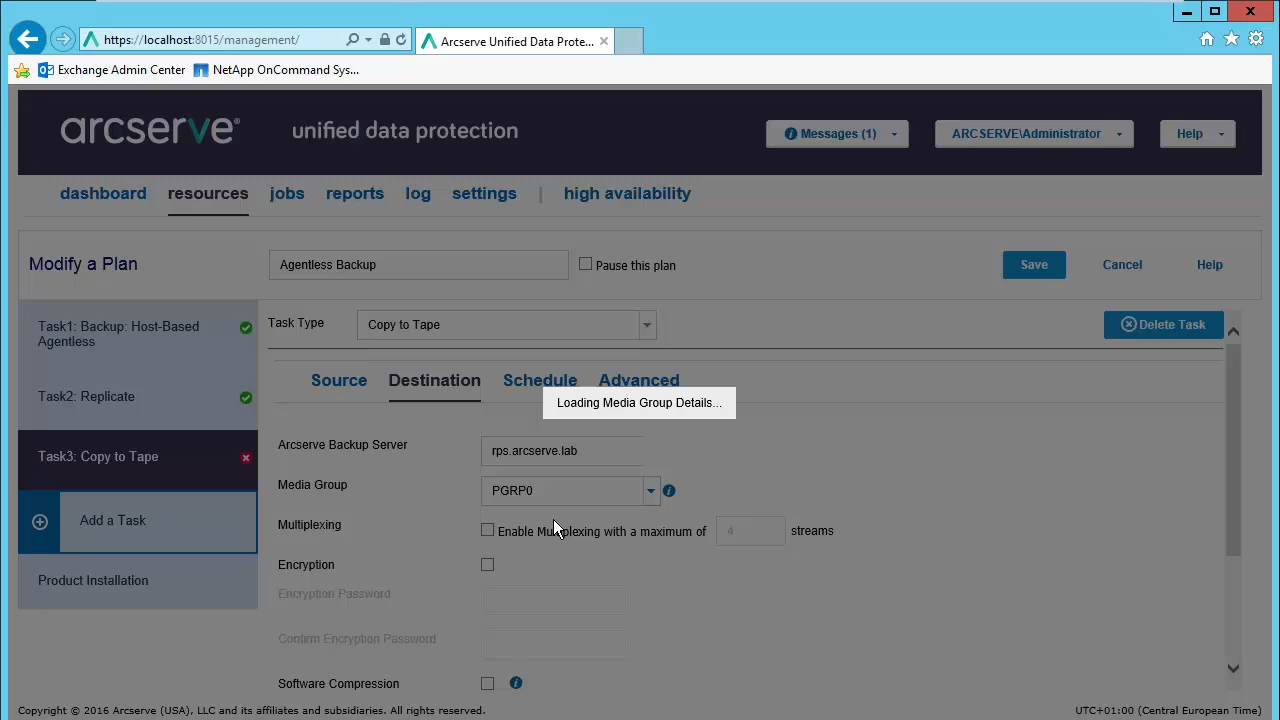 https://localhost:8015/management/
Arcserve Unified Data Prote...
Exchange Admin Center
NetApp OnCommand Sys...
arcserve®
unified data protection
Messages (1)
ARCSERVE\Administrator
Help
dashboard
resources
jobs
reports
log
settings
|
high availability
Modify a Plan
Agentless Backup
Pause this plan
Save
Cancel
Help
Task1: Backup: Host-Based
Agentless
Task2: Replicate
Task3: Copy to Tape
Add a Task
Product Installation
Task Type
Copy to Tape
Delete Task
Source
Destination
Schedule
Advanced
Loading Media Group Details...
Arcserve Backup Server
rps.arcserve.lab
Media Group
PGRP0
Multiplexing
Enable Multiplexing with a maximum of
4
streams
Encryption
Encryption Password
Confirm Encryption Password
Software Compression
Copyright © 2016 Arcserve (USA), LLC and its affiliates and subsidiaries. All rights reserved.
UTC+01:00 (Central European Time)